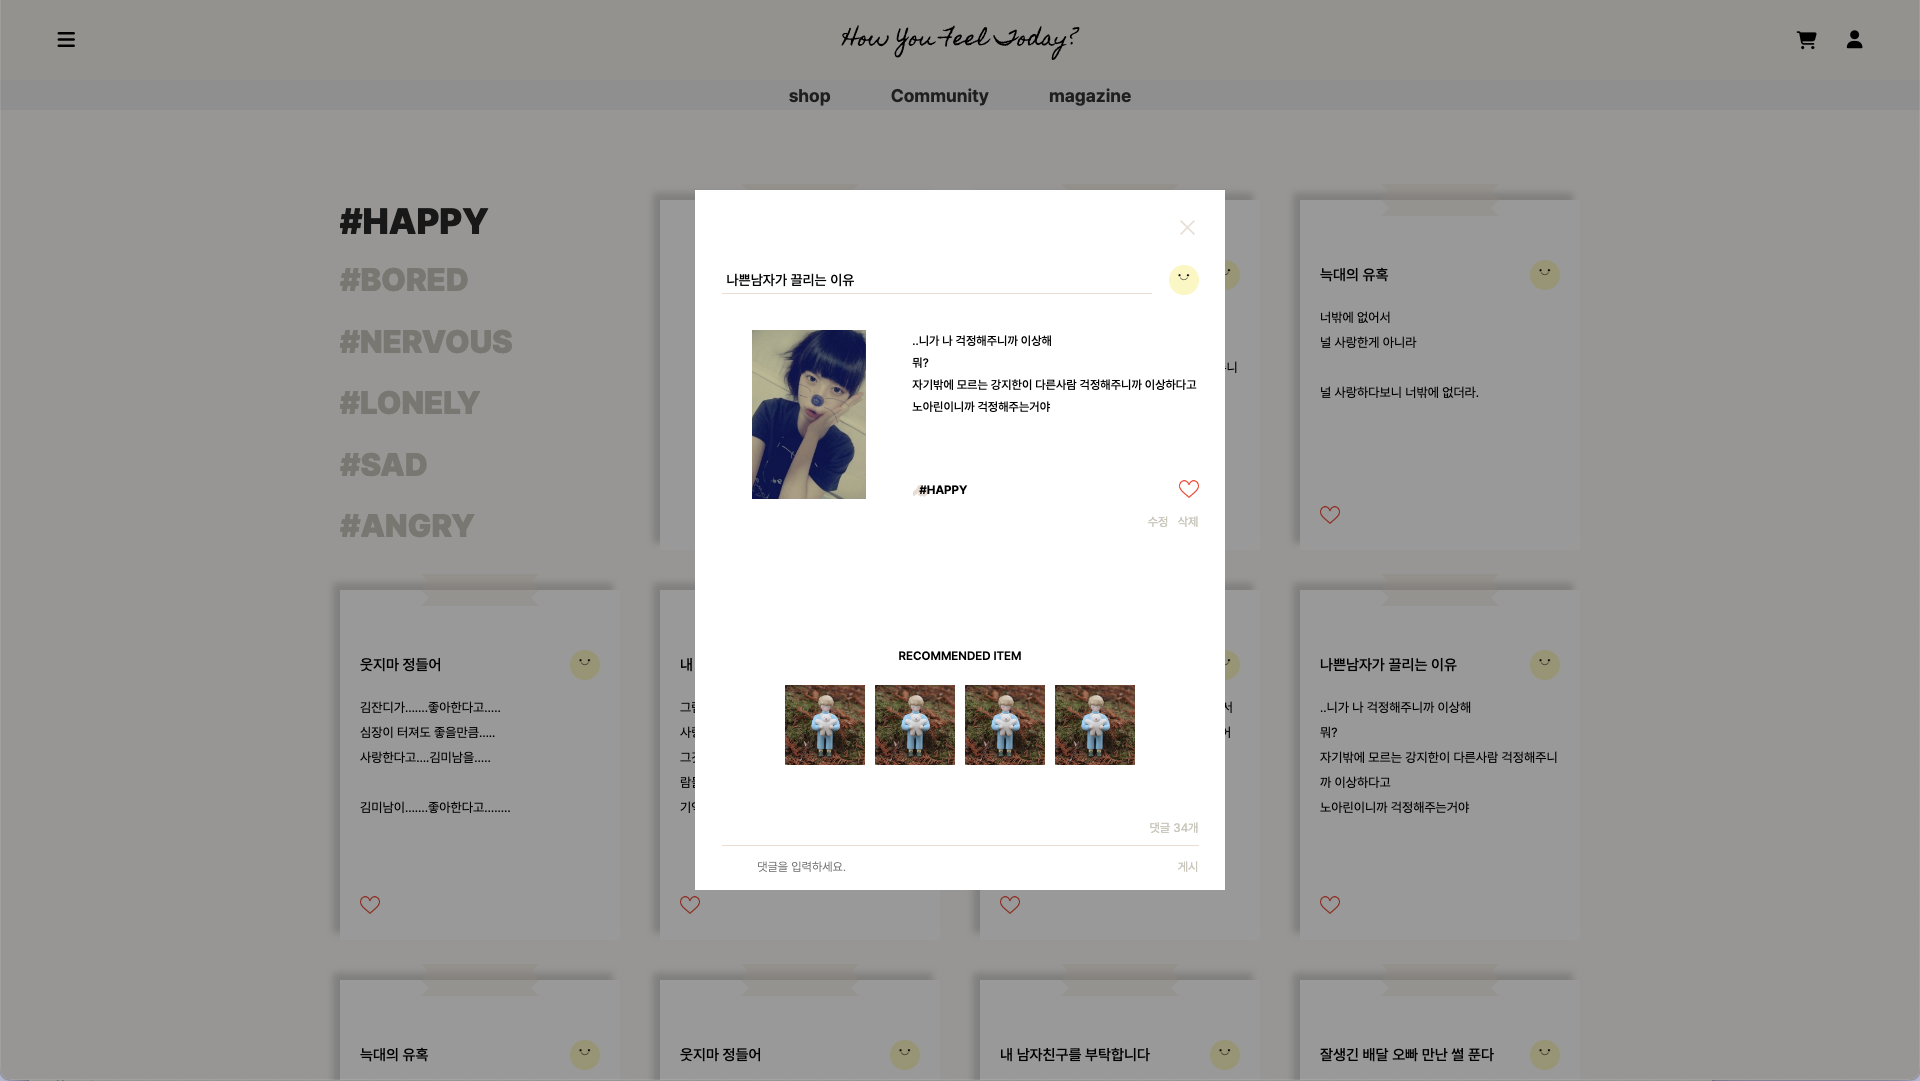 How You Feel Today?
shop
Community
magazine
#HAPPY
#BORED
#NERVOUS
#LONELY
#SAD
#ANGRY
나쁜남자가 끌리는 이유
..니가 나 걱정해주니까 이상해
뭐?
자기밖에 모르는 강지한이 다른사람 걱정해주니까 이상하다고
노아린이니까 걱정해주는거야
#HAPPY
수정
삭제
RECOMMENDED ITEM
댓글 34개
댓글을 입력하세요.
게시
늑대의 유혹
너밖에 없어서
널 사랑한게 아니라
널 사랑하다보니 너밖에 없더라.
웃지마 정들어
김잔디가.......좋아한다고.....
심장이 터져도 좋을만큼.....
사랑한다고....김미남을.....
김미남이.......좋아한다고........
내
나쁜남자가 끌리는 이유
..니가 나 걱정해주니까 이상해
뭐?
자기밖에 모르는 강지한이 다른사람 걱정해주니
까 이상하다고
노아린이니까 걱정해주는거야
늑대의 유혹
웃지마 정들어
내 남자친구를 부탁합니다
잘생긴 배달 오빠 만난 썰 푼다